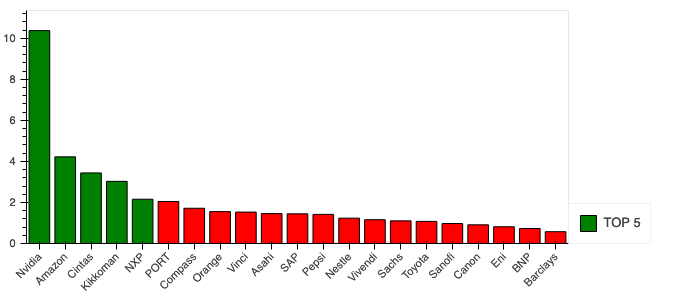 10
8
6
4
2
0
Nvidia
Amazon
Cintas
Kikkoman
NXP
PORT
Compass
Orange
Vinci
Asahi
SAP
Pepsi
Nestle
Vivendi
Sachs
Toyota
Sanofi
Canon
Eni
BNP
Barclays
TOP 5